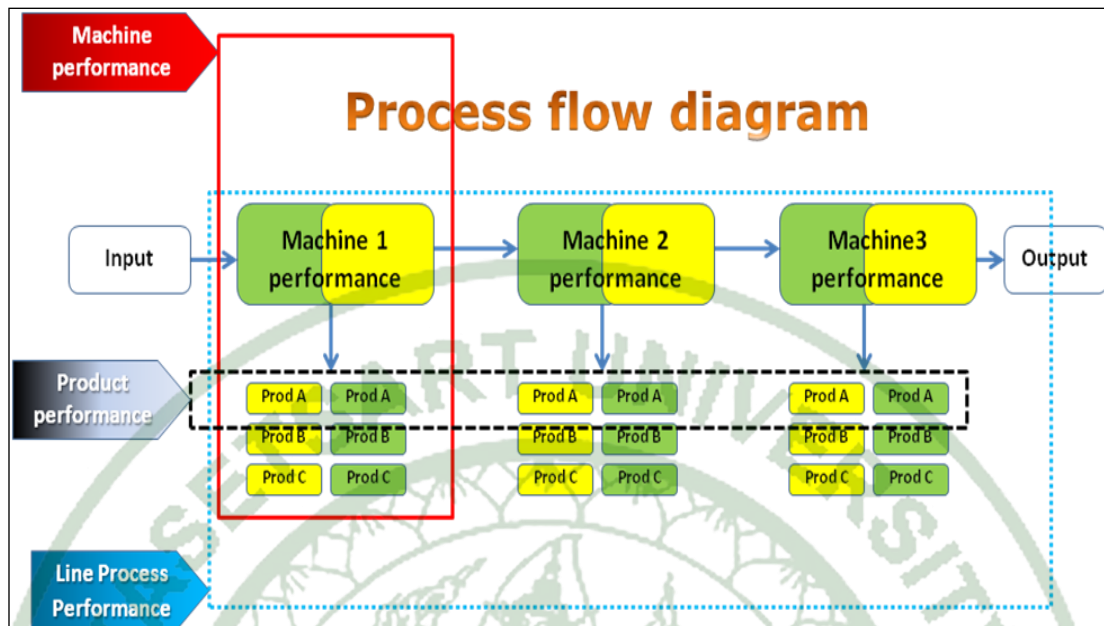 Machine
performance
Process flow diagram
Input
Machine 1
performance
Machine 2
performance
Machine3
performance
Output
Product
performance
Prod A Prod A Prod A Prod A Prod A Prod A
Prod B Prod B Prod B Prod B Prod B Prod B
Prod C Prod C Prod C Prod C Prod C Prod C
Line Process
Performance
ASETSART UNIVERSIT